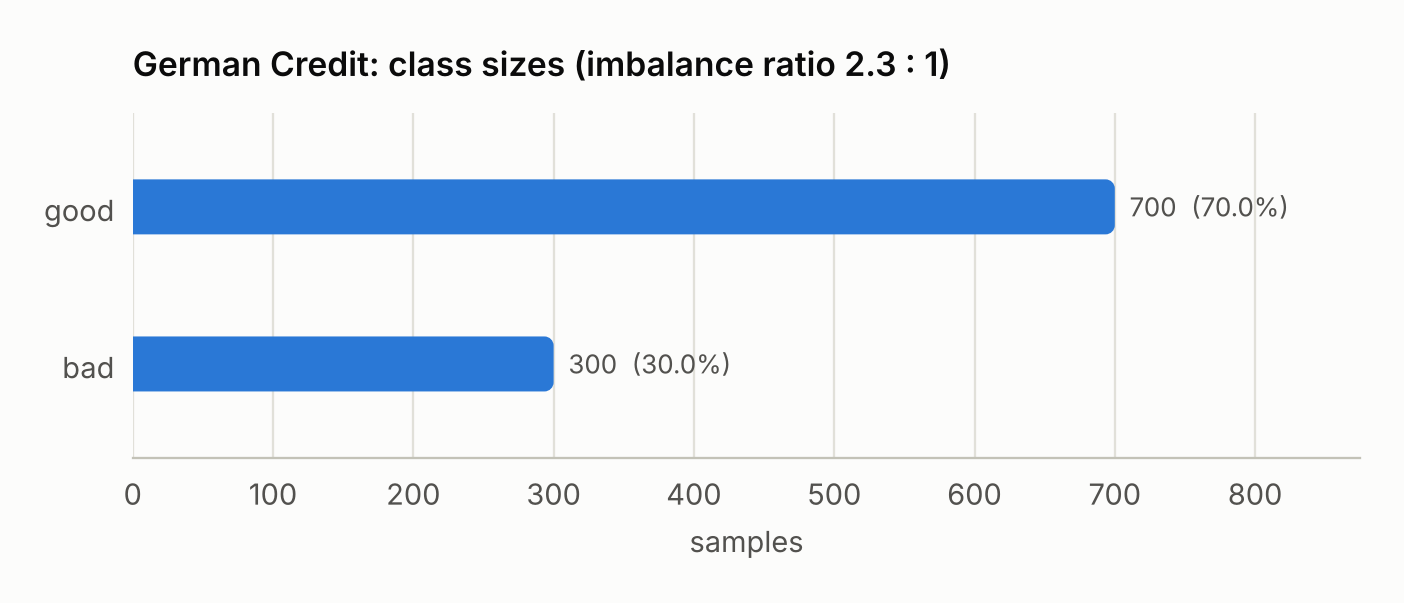 German Credit: class sizes (imbalance ratio 2.3 : 1)
good
700 (70.0%)
bad
300 (30.0%)
0 100 200 300 400 500 600 700 800
samples